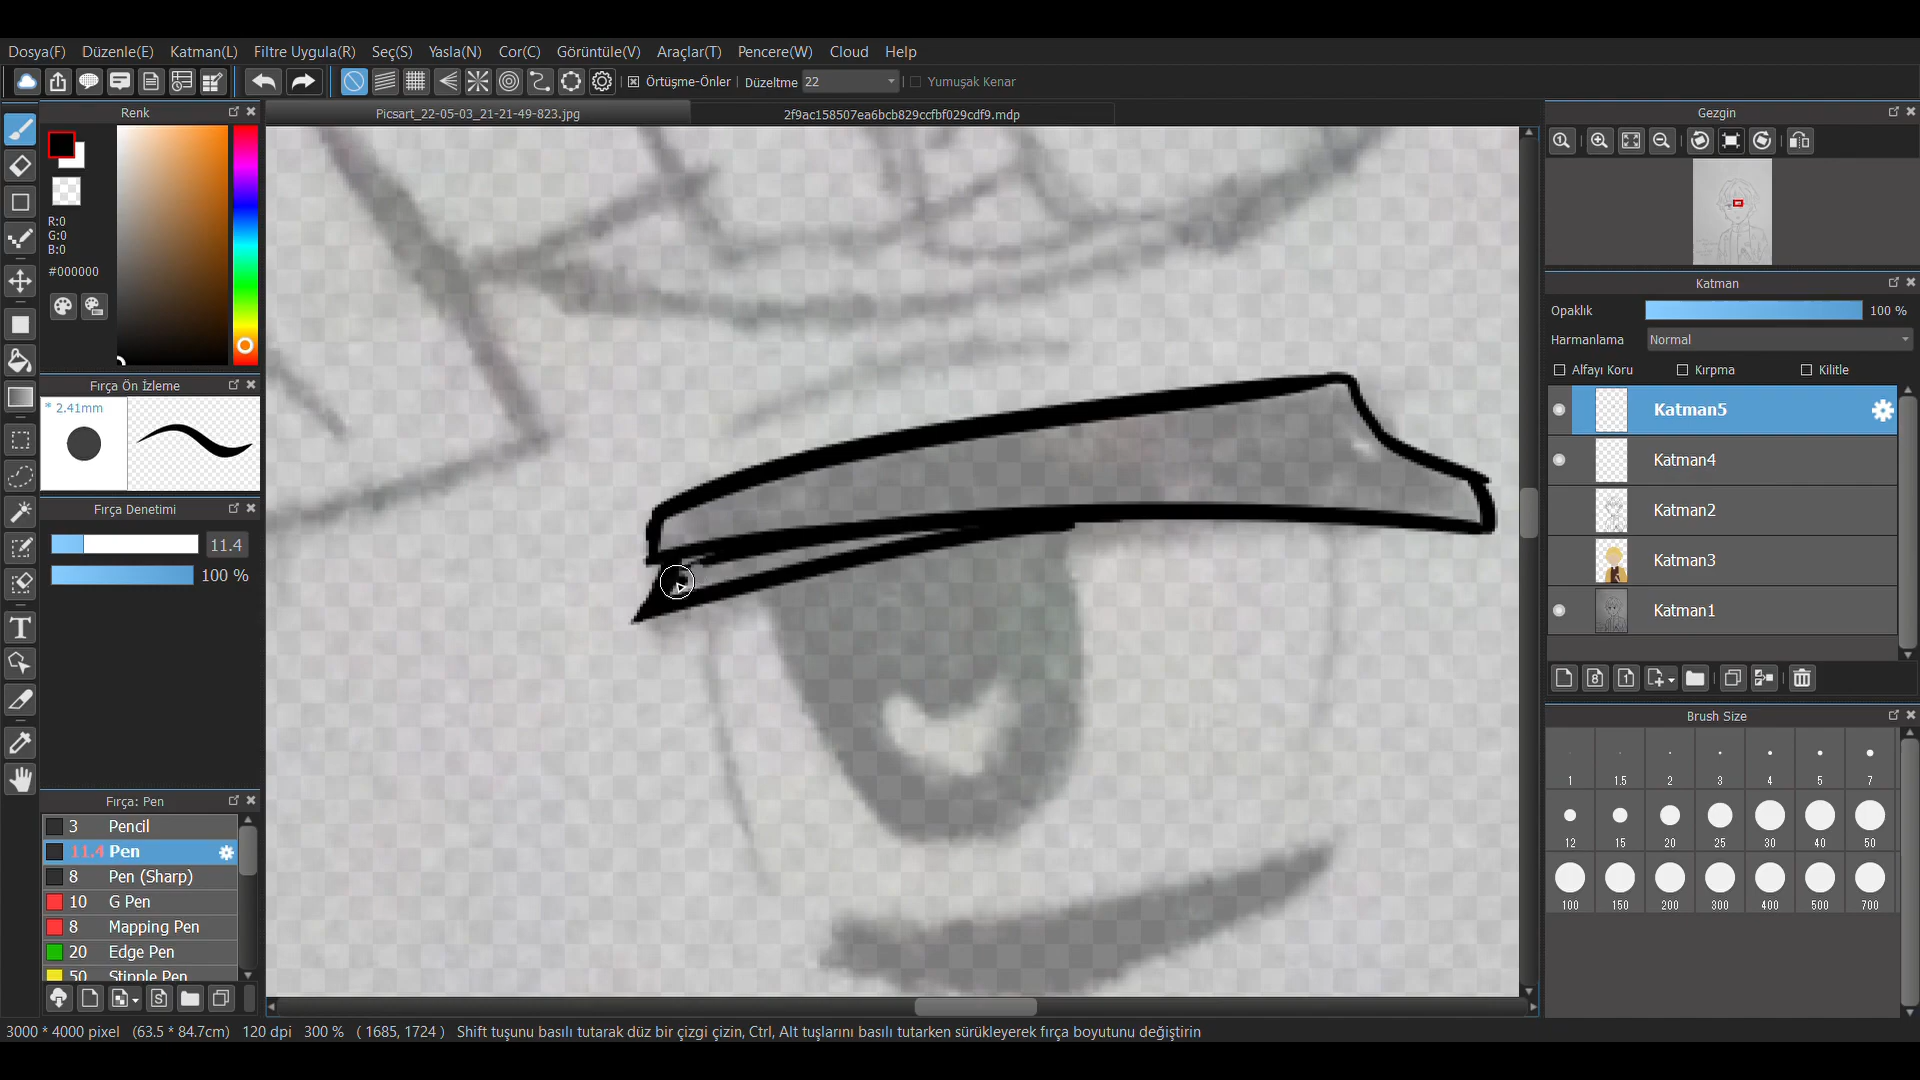 Dosya(F) Düzenle(E) Katman(L) Filtre Uygula(R) Seç(S) Yasla(N) Cor(C) Görüntüle(V) Araçlar(T) Pencere(W) Cloud Help
Örtüşme-Önler Düzeltme 22 Yumuşak Kenar
Renk
R:0
G:0
B:0
#000000
Fırça Ön İzleme
* 2.41mm
Fırça Denetimi
11.4
100 %
Fırça: Pen
3 Pencil
11.4 Pen
8 Pen (Sharp)
10 G Pen
8 Mapping Pen
20 Edge Pen
50 Stipple Pen
Picsart_22-05-03_21-21-49-823.jpg
2f9ac158507ea6bcb829ccfbf029cdf9.mdp
Gezgin
Katman
Opaklık 100 %
Harmanlama Normal
Alfayı Koru Kırpma Kilitle
Katman5
Katman4
Katman2
Katman3
Katman1
Brush Size
1 1.5 2 3 4 5 7
12 15 20 25 30 40 50
100 150 200 300 400 500 700
3000 * 4000 pixel (63.5 * 84.7cm) 120 dpi 300 % ( 1685, 1724 ) Shift tuşunu basılı tutarak düz bir çizgi çizin, Ctrl, Alt tuşlarını basılı tutarken sürükleyerek fırça boyutunu değiştirin